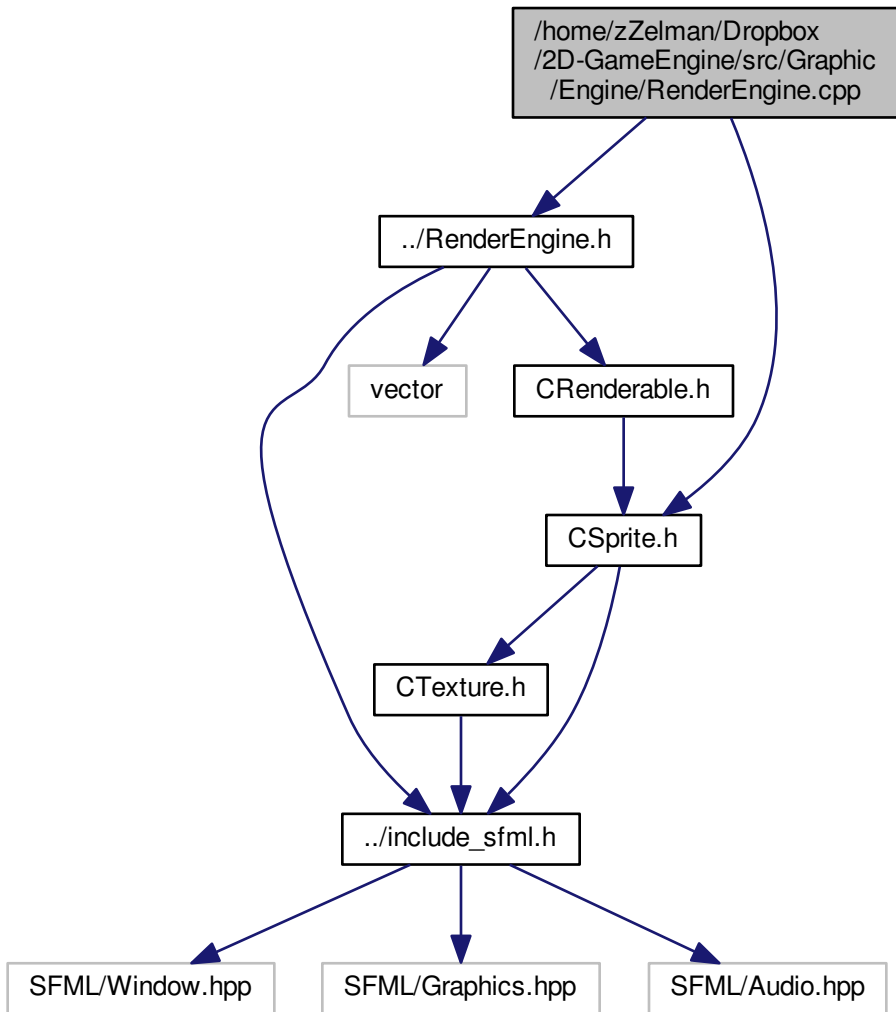 /home/zZelman/Dropbox
/2D-GameEngine/src/Graphic
/Engine/RenderEngine.cpp
../RenderEngine.h
vector
CRenderable.h
CSprite.h
CTexture.h
../include_sfml.h
SFML/Window.hpp
SFML/Graphics.hpp
SFML/Audio.hpp